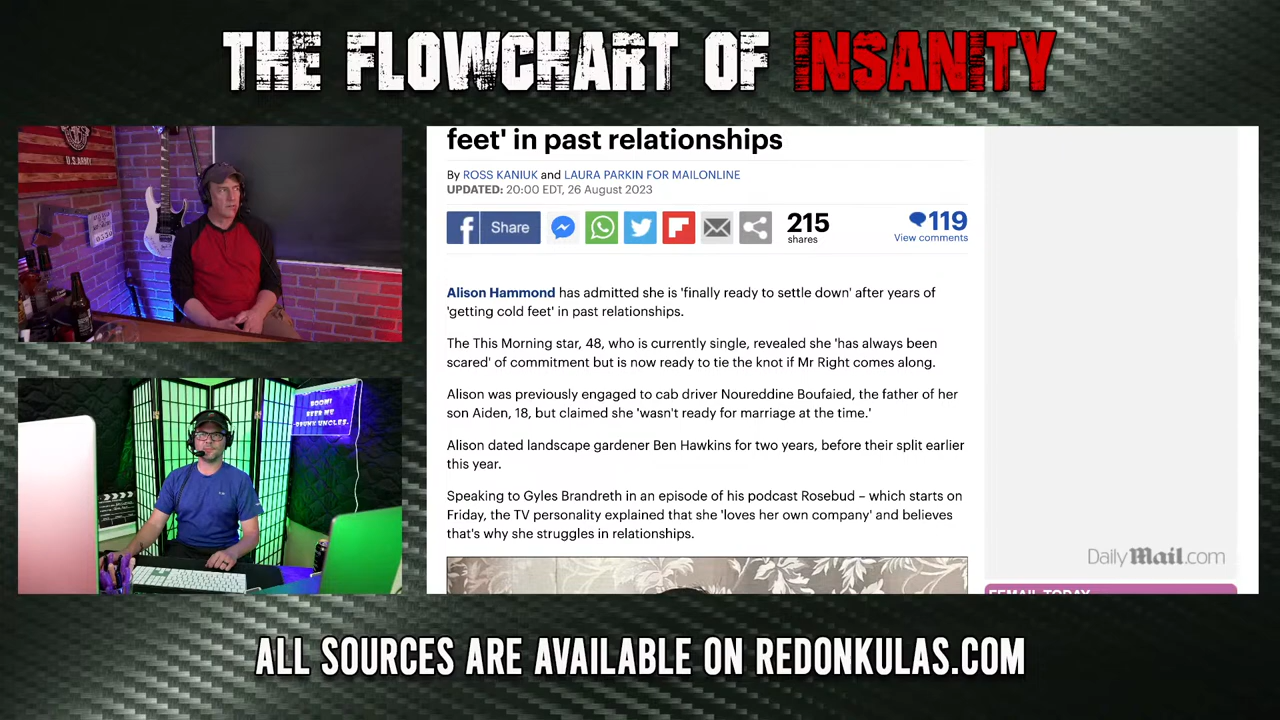 THE FLOWCHART OF INSANITY
U.S.ARMY
BOOM!
BEER MU
DRUNK UNCLES.
feet' in past relationships
By ROSS KANIUK and LAURA PARKIN FOR MAILONLINE
UPDATED: 20:00 EDT, 26 August 2023
Share
215
shares
119
View comments
Alison Hammond has admitted she is 'finally ready to settle down' after years of
'getting cold feet' in past relationships.
The This Morning star, 48, who is currently single, revealed she 'has always been
scared' of commitment but is now ready to tie the knot if Mr Right comes along.
Alison was previously engaged to cab driver Noureddine Boufaied, the father of her
son Aiden, 18, but claimed she 'wasn't ready for marriage at the time.'
Alison dated landscape gardener Ben Hawkins for two years, before their split earlier
this year.
Speaking to Gyles Brandreth in an episode of his podcast Rosebud – which starts on
Friday, the TV personality explained that she 'loves her own company' and believes
that's why she struggles in relationships.
DailyMail.com
FEMAIL TODAY
ALL SOURCES ARE AVAILABLE ON REDONKULAS.COM